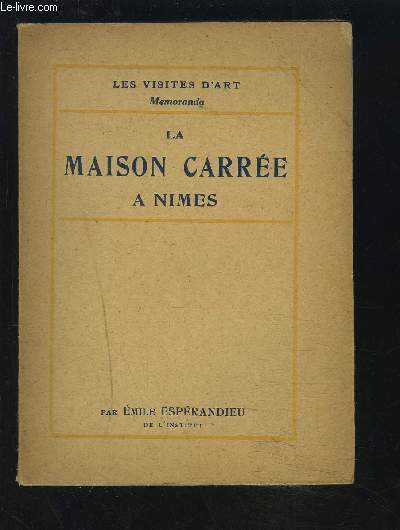 Le-livre.com
LES VISITES D'ART
Memoranda
LA
MAISON CARRÉE
A NIMES
PAR ÉMILE ESPÉRANDIEU
DE L'INSTITUT